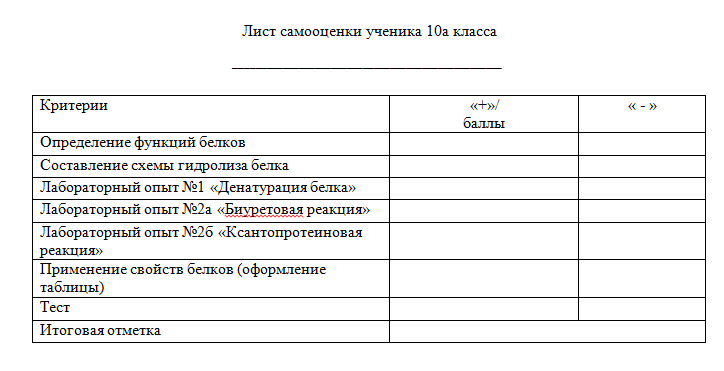 Лист самооценки ученика 10а класса
___________________________________
Критерии
«+»/
баллы
« - »
Определение функций белков
Составление схемы гидролиза белка
Лабораторный опыт №1 «Денатурация белка»
Лабораторный опыт №2а «Биуретовая реакция»
Лабораторный опыт №2б «Ксантопротеиновая
реакция»
Применение свойств белков (оформление
таблицы)
Тест
Итоговая отметка